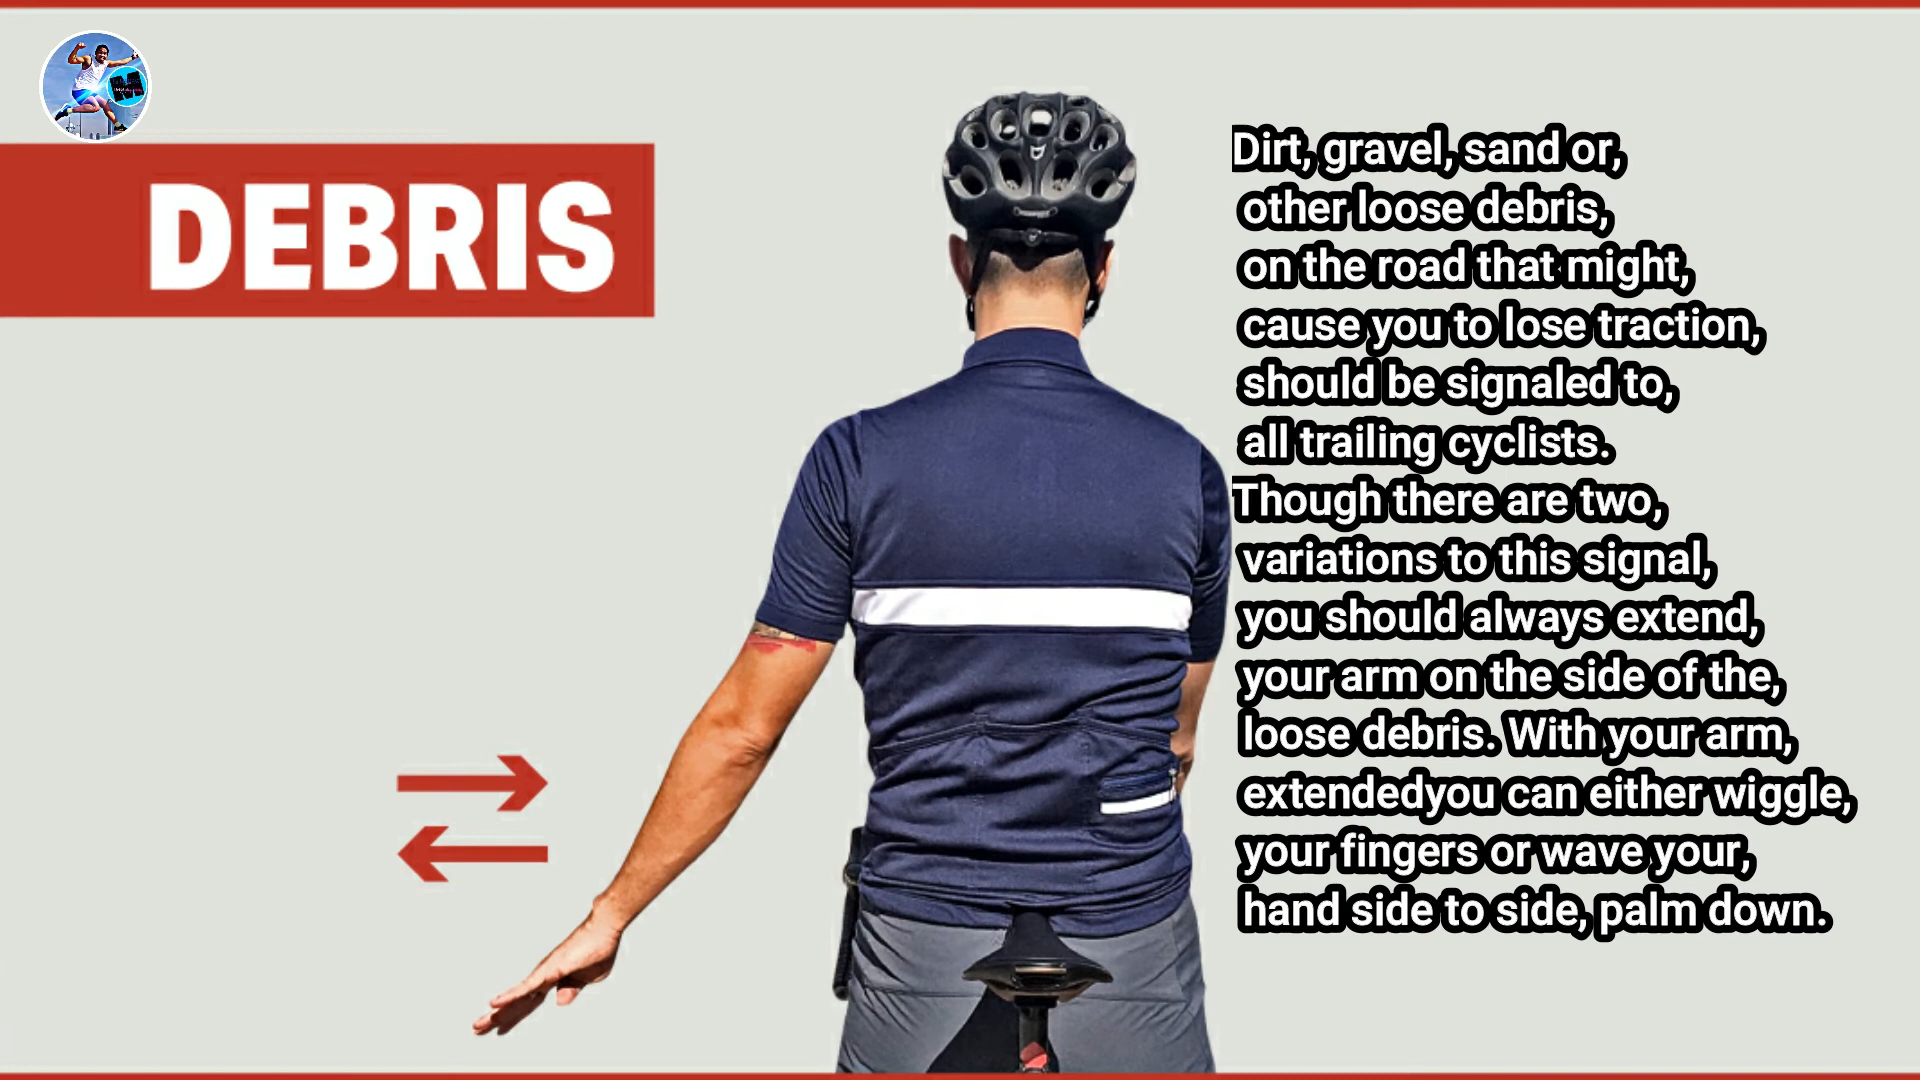 DEBRIS
Dirt, gravel, sand or,
other loose debris,
on the road that might,
cause you to lose traction,
should be signaled to,
all trailing cyclists.
Though there are two,
variations to this signal,
you should always extend,
your arm on the side of the,
loose debris. With your arm,
extendedyou can either wiggle,
your fingers or wave your,
hand side to side, palm down.